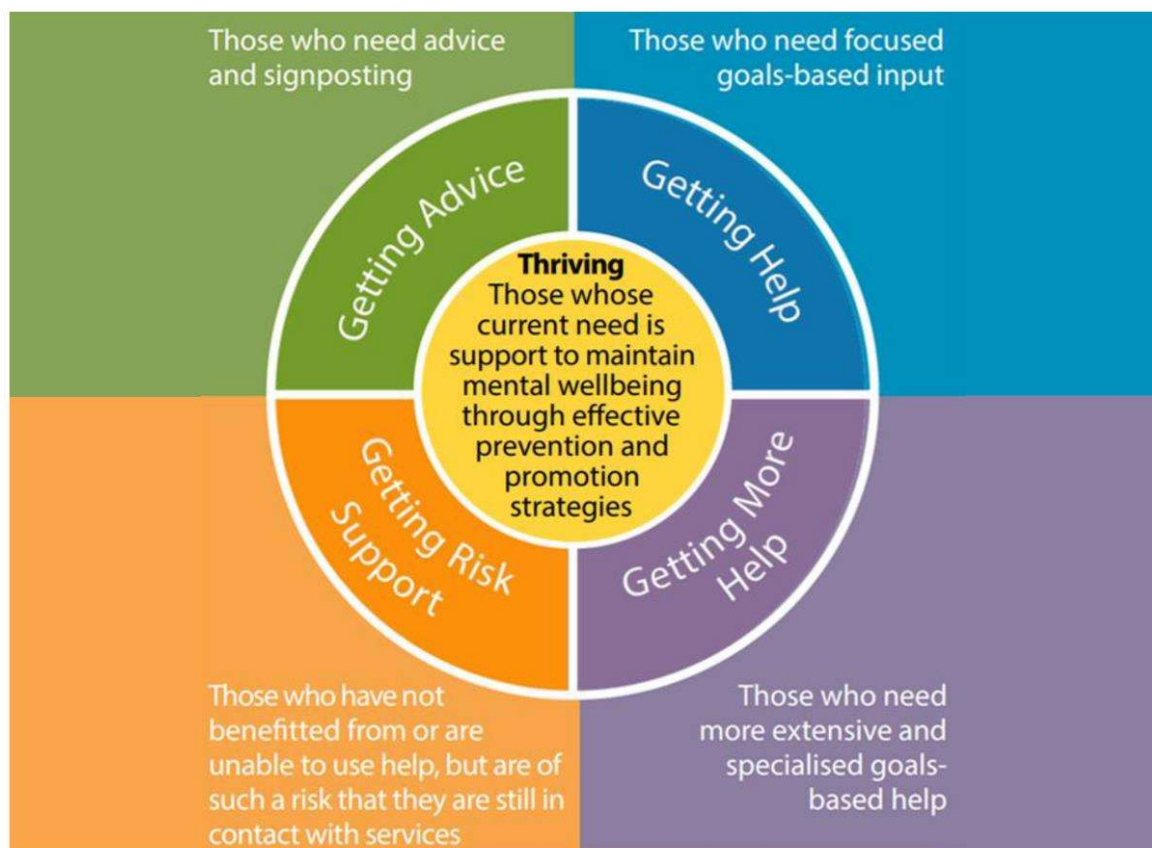 Those who need advice
and signposting
Those who need focused
goals-based input
Getting Advice
Getting Help
Thriving
Those whose
current need is
support to maintain
mental wellbeing
through effective
prevention and
promotion
strategies
Getting Risk
Support
Getting More
Help
Those who have not
benefitted from or are
unable to use help, but are of
such a risk that they are still in
contact with services
Those who need
more extensive and
specialised goals-
based help